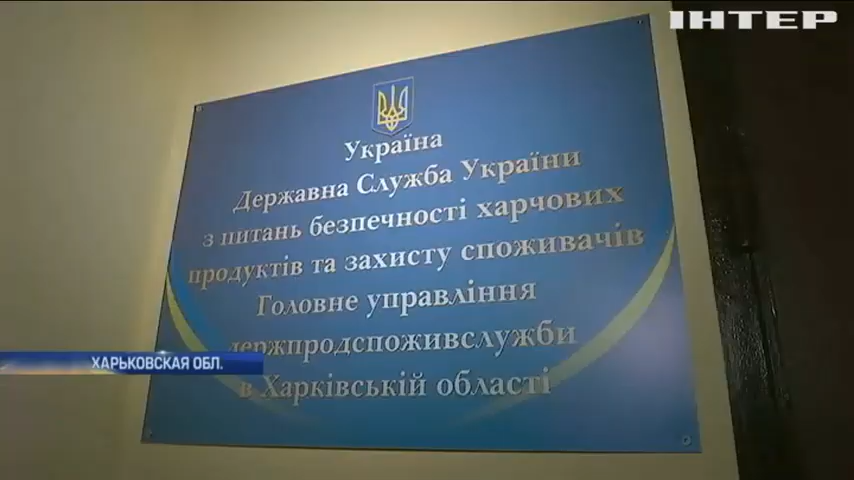 ІНТЕР
Україна
Державна Служба України
з питань безпечності харчових
продуктів та захисту споживачів
Головне управління
держпродспоживслужби
в Харківській області
ХАРЬКОВСКАЯ ОБЛ.